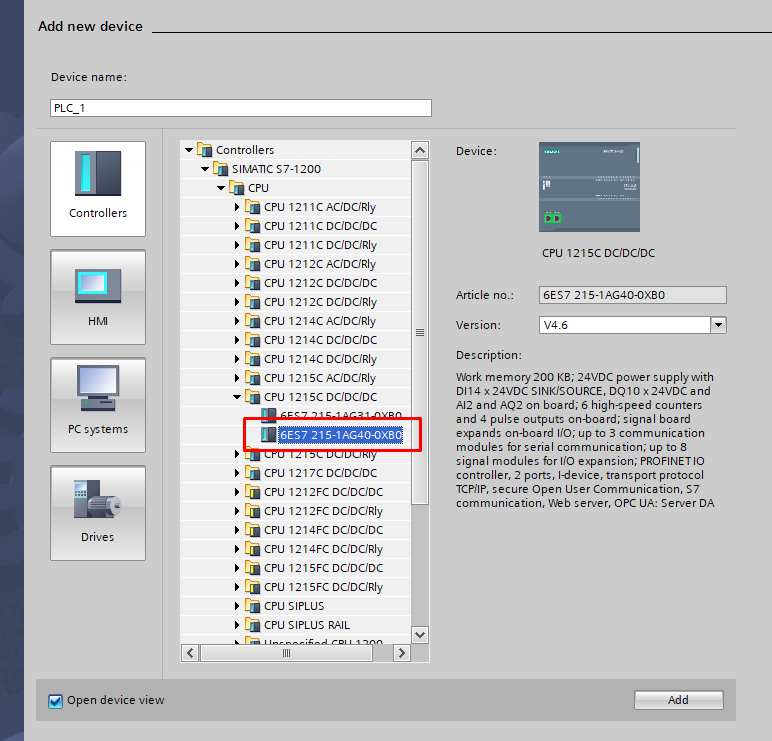 Add new device
Device name:
PLC_1
Controllers
HMI
PC systems
Drives
Controllers
SIMATIC S7-1200
CPU
CPU 1211C AC/DC/Rly
CPU 1211C DC/DC/DC
CPU 1211C DC/DC/Rly
CPU 1212C AC/DC/Rly
CPU 1212C DC/DC/DC
CPU 1212C DC/DC/Rly
CPU 1214C AC/DC/Rly
CPU 1214C DC/DC/DC
CPU 1214C DC/DC/Rly
CPU 1215C AC/DC/Rly
CPU 1215C DC/DC/DC
6ES7 215-1AG31-0XB0
6ES7 215-1AG40-0XB0
CPU 1215C DC/DC/Rly
CPU 1217C DC/DC/DC
CPU 1212FC DC/DC/DC
CPU 1212FC DC/DC/Rly
CPU 1214FC DC/DC/DC
CPU 1214FC DC/DC/Rly
CPU 1215FC DC/DC/DC
CPU 1215FC DC/DC/Rly
CPU SIPLUS
CPU SIPLUS RAIL
Unspecified CPU 1200
Device:
SIEMENS
CPU 1215C DC/DC/DC
Article no.:
6ES7 215-1AG40-0XB0
Version:
V4.6
Description:
Work memory 200 KB; 24VDC power supply with
DI14 x 24VDC SINK/SOURCE, DQ10 x 24VDC and
AI2 and AQ2 on board; 6 high-speed counters
and 4 pulse outputs on-board; signal board
expands on-board I/O; up to 3 communication
modules for serial communication; up to 8
signal modules for I/O expansion; PROFINET IO
controller, 2 ports, I-device, transport protocol
TCP/IP, secure Open User Communication, S7
communication, Web server, OPC UA: Server DA
Open device view
Add